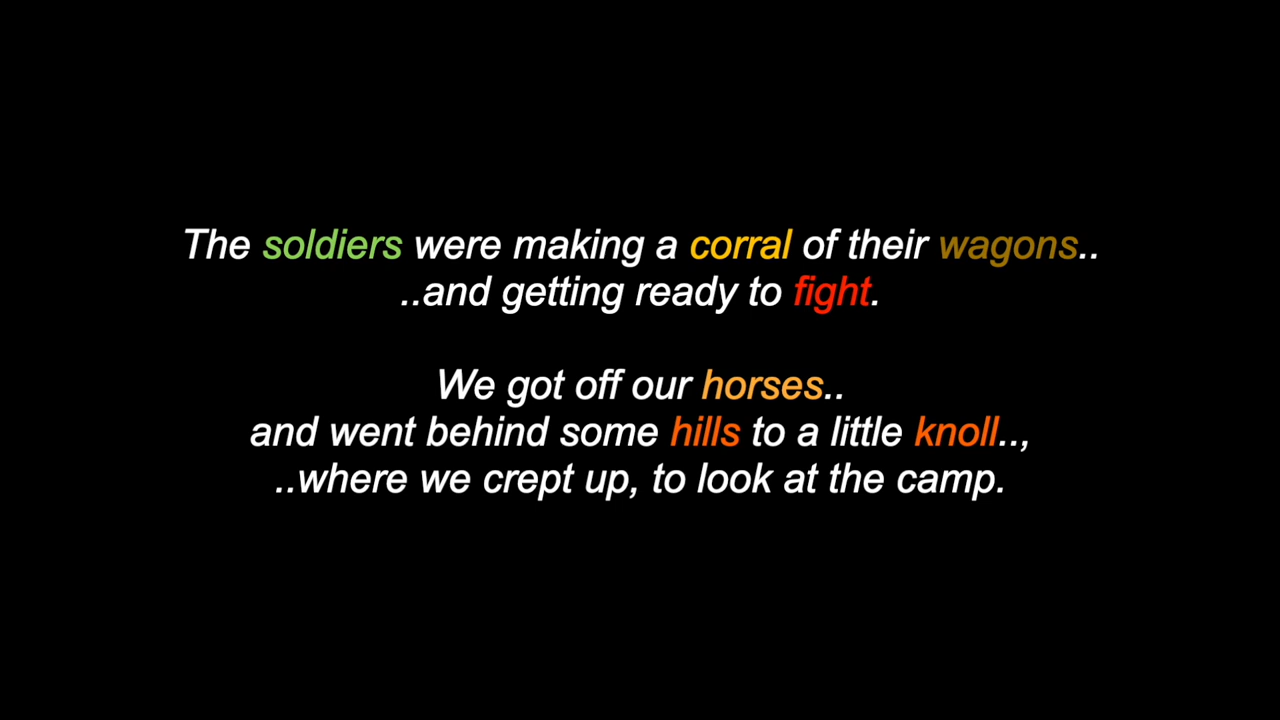 The soldiers were making a corral of their wagons..
..and getting ready to fight.
We got off our horses..
and went behind some hills to a little knoll..,
..where we crept up, to look at the camp.